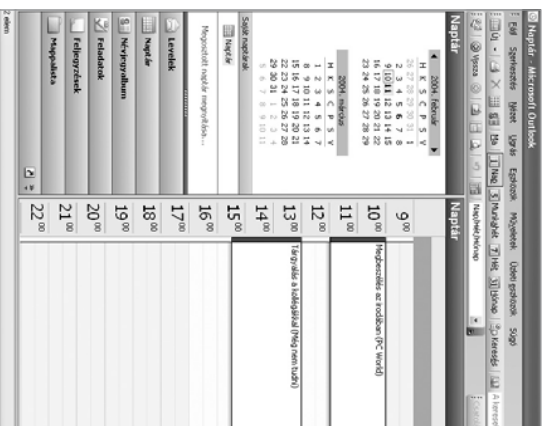 Naptár - Microsoft Outlook
Fájl Szerkesztés Nézet Ugrás Eszközök Műveletek Üzleti eszközök Súgó
Új Ma 1 Nap 5 Munkahét 7 Hét 31 Hónap Keresés A keresett
Vissza Nap/Hét/Hónap
Naptár
2004. február
H K S C P S V
26 27 28 29 30 31 1
2 3 4 5 6 7 8
9 10 11 12 13 14 15
16 17 18 19 20 21 22
23 24 25 26 27 28 29
2004. március
H K S C P S V
1 2 3 4 5 6 7
8 9 10 11 12 13 14
15 16 17 18 19 20 21
22 23 24 25 26 27 28
29 30 31 1 2 3 4
5 6 7 8 9 10 11
Saját naptárak
Naptár
Megosztott naptár megnyitása...
Levelek
Naptár
Névjegyalbum
Feladatok
Feljegyzések
Mappalista
Naptár
9 00
10 00 Megbeszélés az irodában (PC World)
11 00
12 00
13 00 Tárgyalás a kollégákkal (Még nem tudni)
14 00
15 00
16 00
17 00
18 00
19 00
20 00
21 00
22 00
2 elem